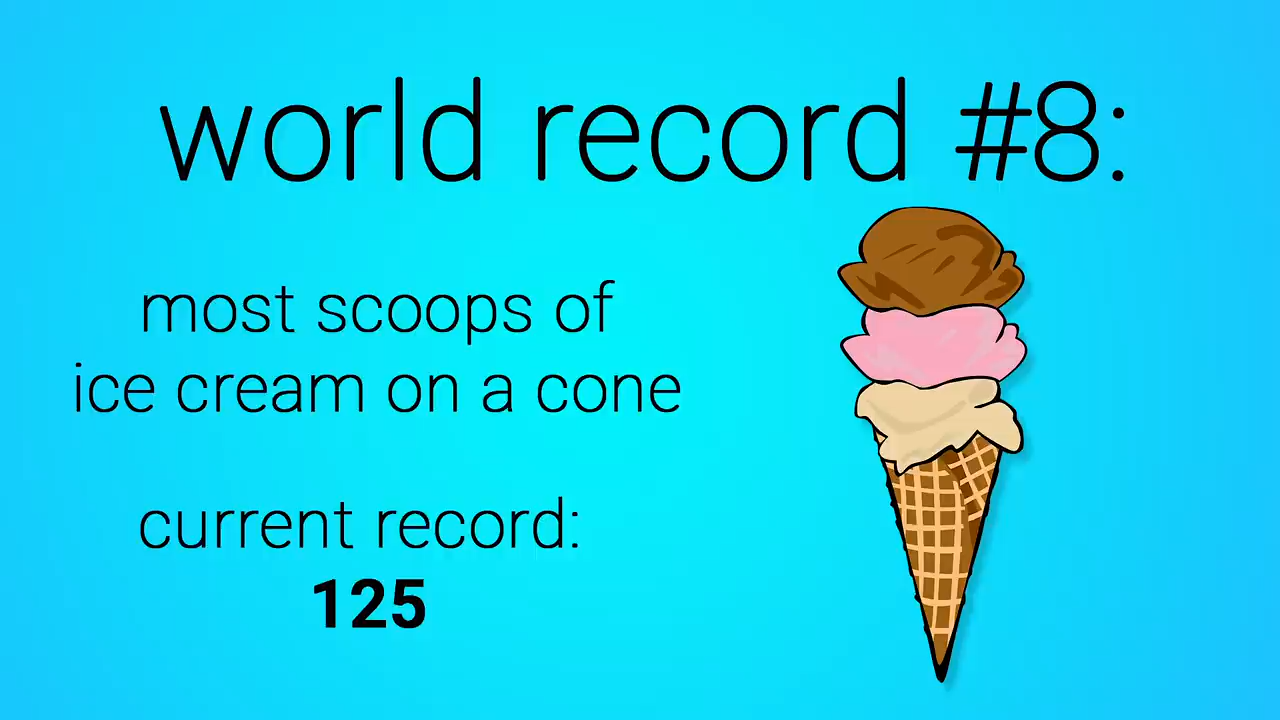 world record #8:
most scoops of
ice cream on a cone
current record:
125